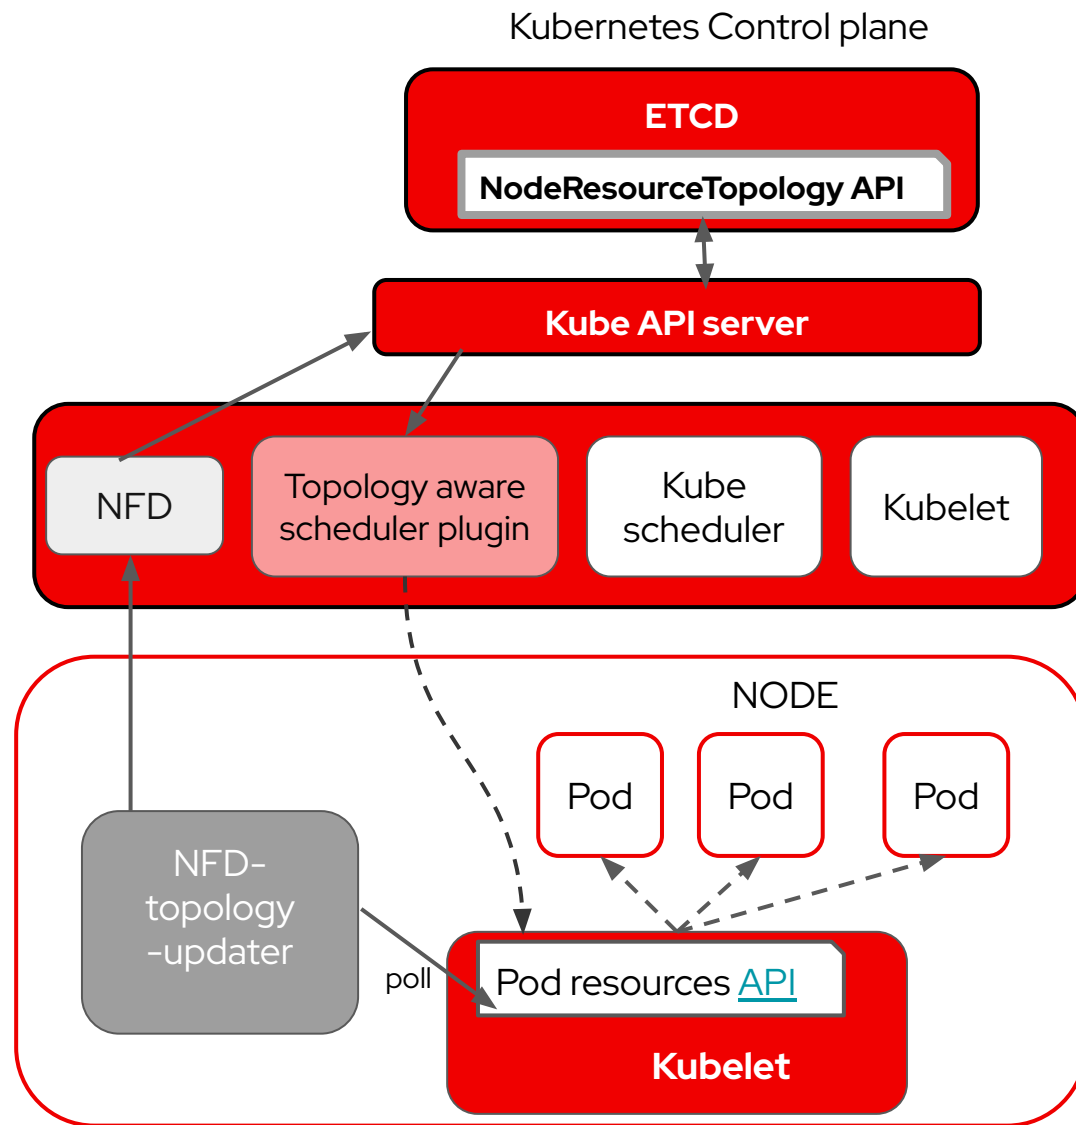 Kubernetes Control plane
ETCD
NodeResourceTopology API
Kube API server
NFD
Topology aware
scheduler plugin
Kube
scheduler
Kubelet
NODE
Pod
Pod
Pod
NFD-
topology
-updater
poll
Pod resources API
Kubelet